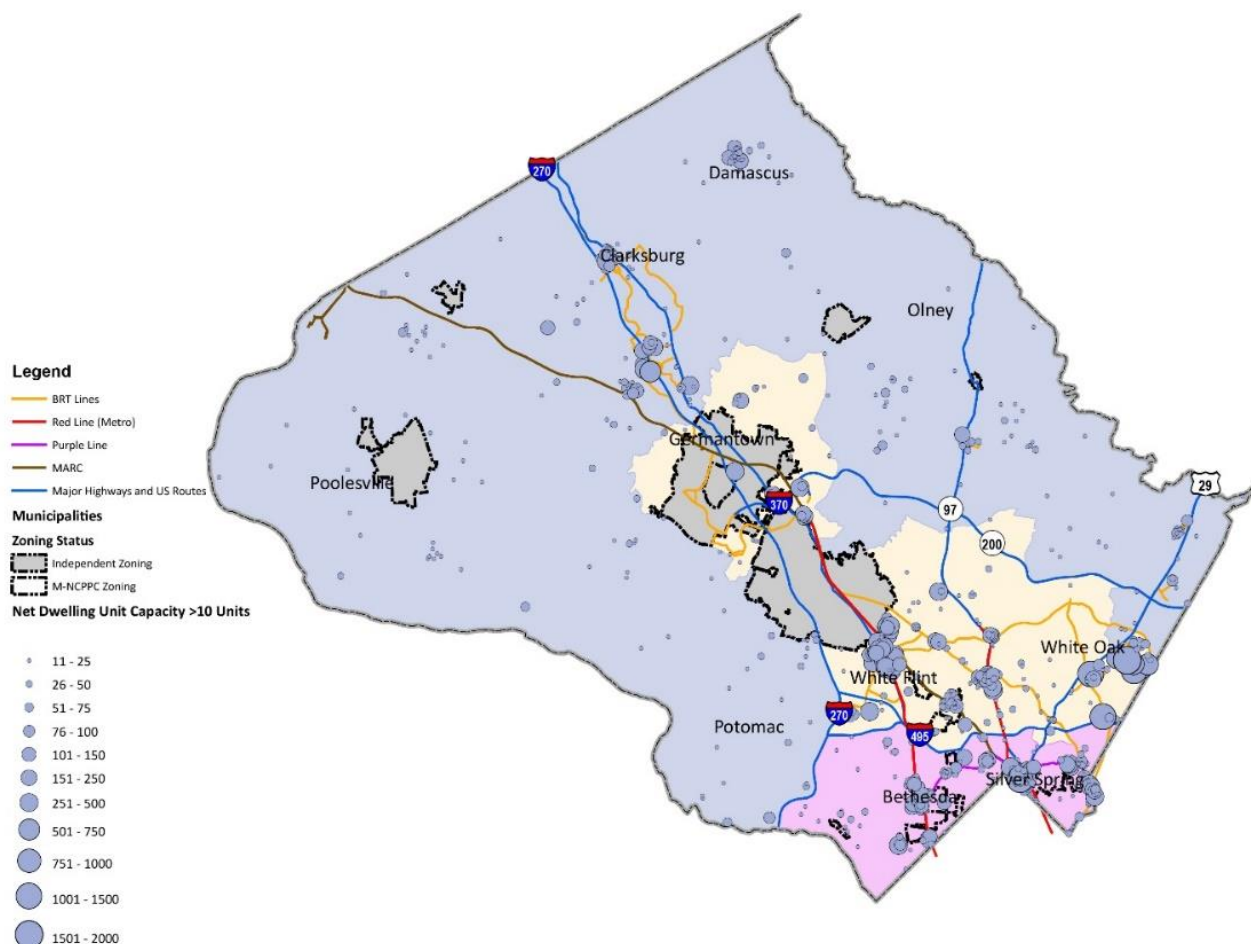 270
Damascus
Clarksburg
Olney
Germantown
Poolesville
29
370
97
200
White Oak
White Flint
Potomac
270
495
Silver Spring
Bethesda
Legend
BRT Lines
Red Line (Metro)
Purple Line
MARC
Major Highways and US Routes
Municipalities
Zoning Status
Independent Zoning
M-NCPPC Zoning
Net Dwelling Unit Capacity >10 Units
11 - 25
26 - 50
51 - 75
76 - 100
101 - 150
151 - 250
251 - 500
501 - 750
751 - 1000
1001 - 1500
1501 - 2000